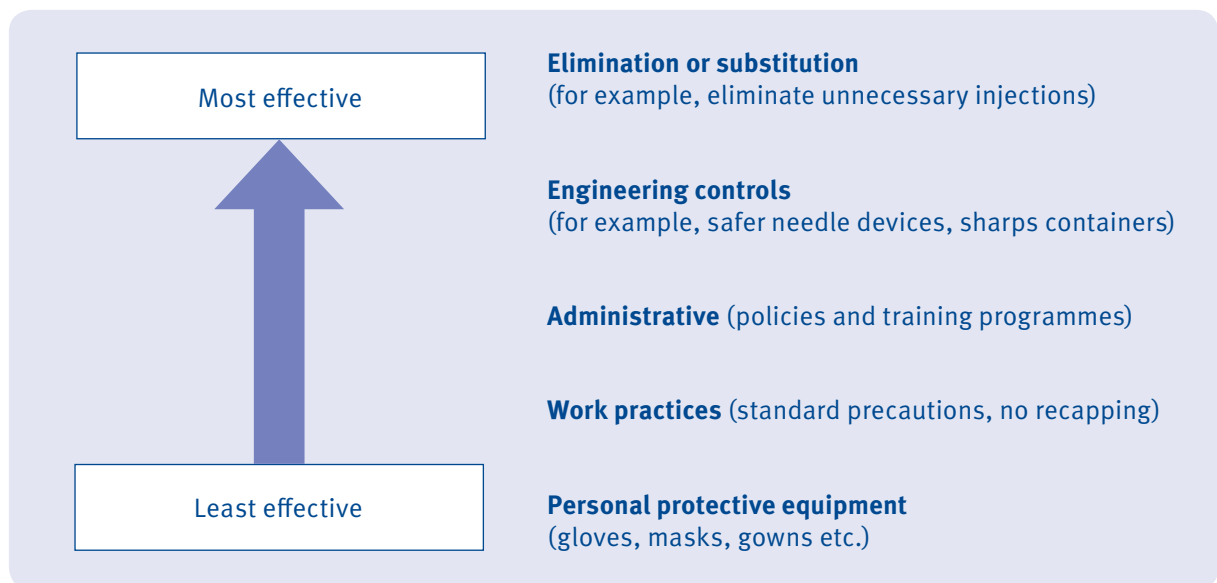 Most effective
Elimination or substitution
(for example, eliminate unnecessary injections)
Engineering controls
(for example, safer needle devices, sharps containers)
Administrative (policies and training programmes)
Work practices (standard precautions, no recapping)
Least effective
Personal protective equipment
(gloves, masks, gowns etc.)